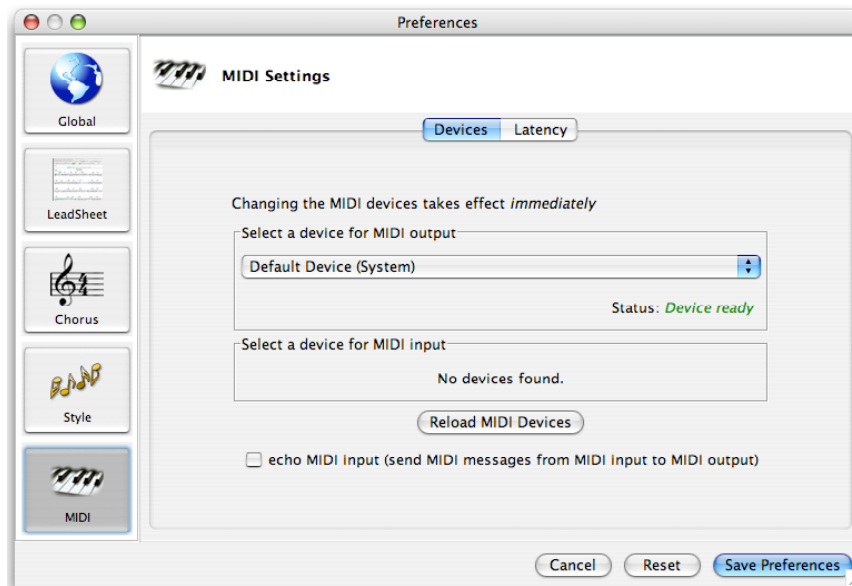 Preferences
Global
LeadSheet
Chorus
Style
MIDI
MIDI Settings
Devices Latency
Changing the MIDI devices takes effect immediately
Select a device for MIDI output
Default Device (System)
Status: Device ready
Select a device for MIDI input
No devices found.
Reload MIDI Devices
echo MIDI input (send MIDI messages from MIDI input to MIDI output)
Cancel Reset Save Preferences